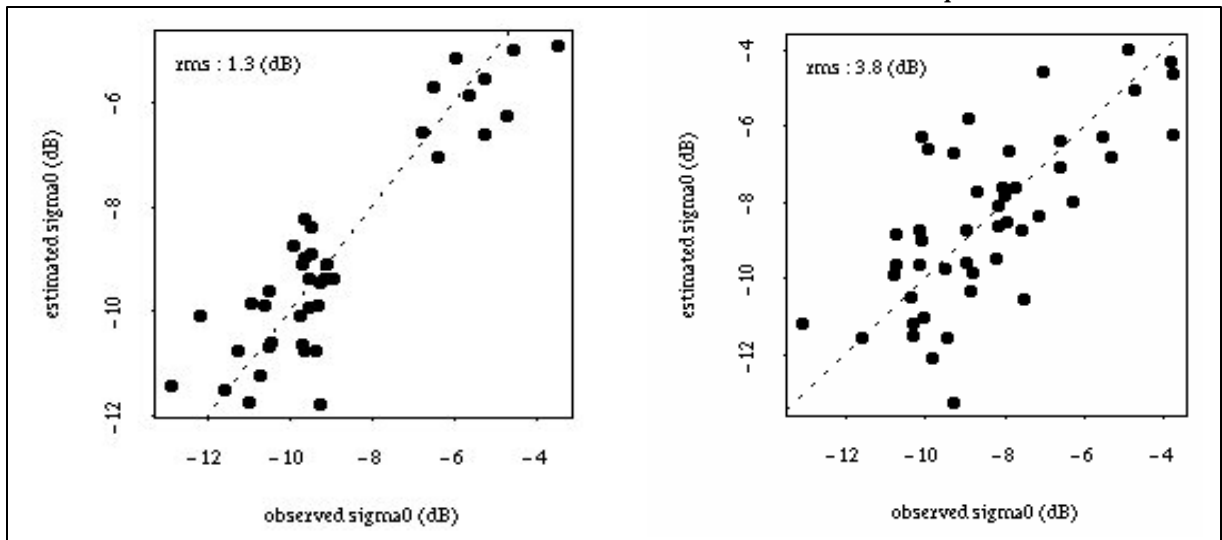 rms : 1.3 (dB)
estimated sigma0 (dB)
−6
−8
−10
−12
−12 −10 −8 −6 −4
observed sigma0 (dB)
rms : 3.8 (dB)
estimated sigma0 (dB)
−4
−6
−8
−10
−12
−12 −10 −8 −6 −4
observed sigma0 (dB)